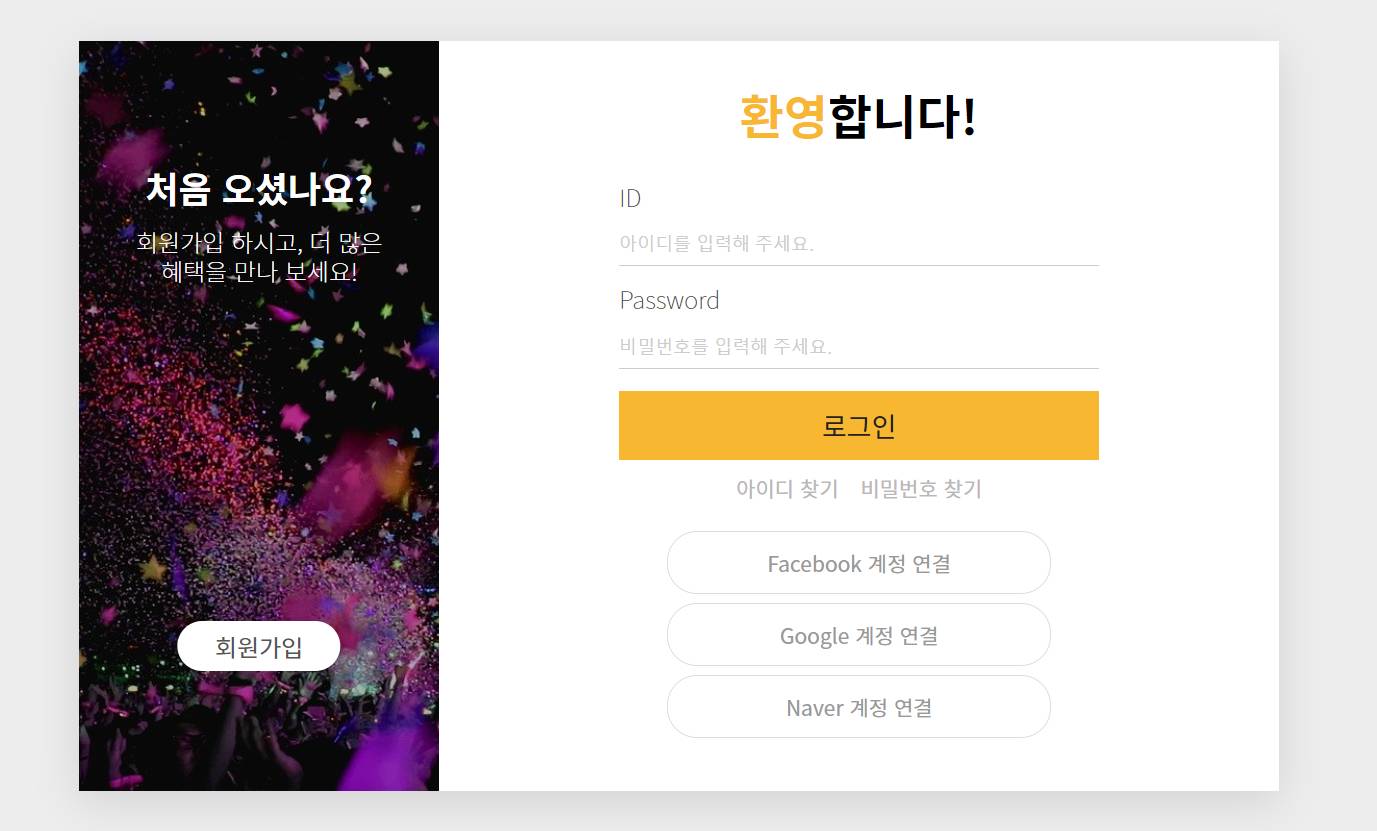 처음 오셨나요?
회원가입 하시고, 더 많은
혜택을 만나 보세요!
회원가입
환영합니다!
ID
아이디를 입력해 주세요.
Password
비밀번호를 입력해 주세요.
로그인
아이디 찾기 비밀번호 찾기
Facebook 계정 연결
Google 계정 연결
Naver 계정 연결